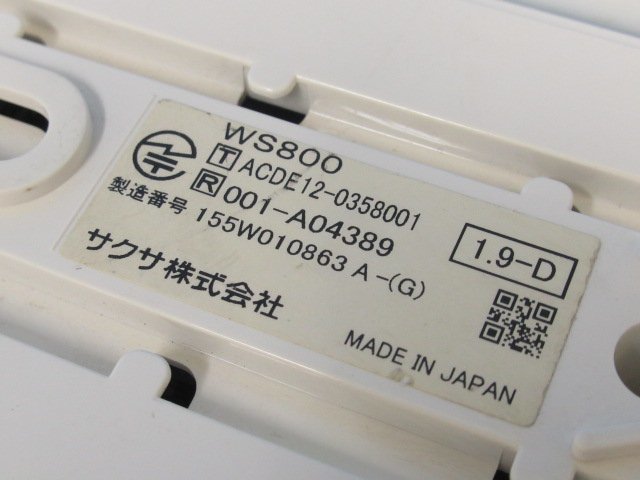 WS800
T ACDE12-0358001
R 001-A04389
製造番号 155W010863 A-(G)
1.9-D
サクサ株式会社
MADE IN JAPAN